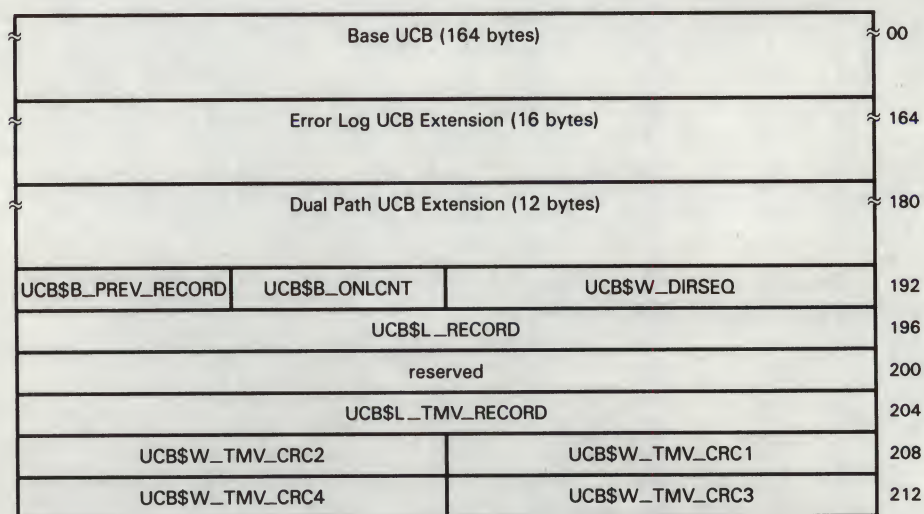 Base UCB (164 bytes) 00
Error Log UCB Extension (16 bytes) 164
Dual Path UCB Extension (12 bytes) 180
UCB$B_PREV_RECORD UCB$B_ONLCNT UCB$W_DIRSEQ 192
UCB$L_RECORD 196
reserved 200
UCB$L_TMV_RECORD 204
UCB$W_TMV_CRC2 UCB$W_TMV_CRC1 208
UCB$W_TMV_CRC4 UCB$W_TMV_CRC3 212